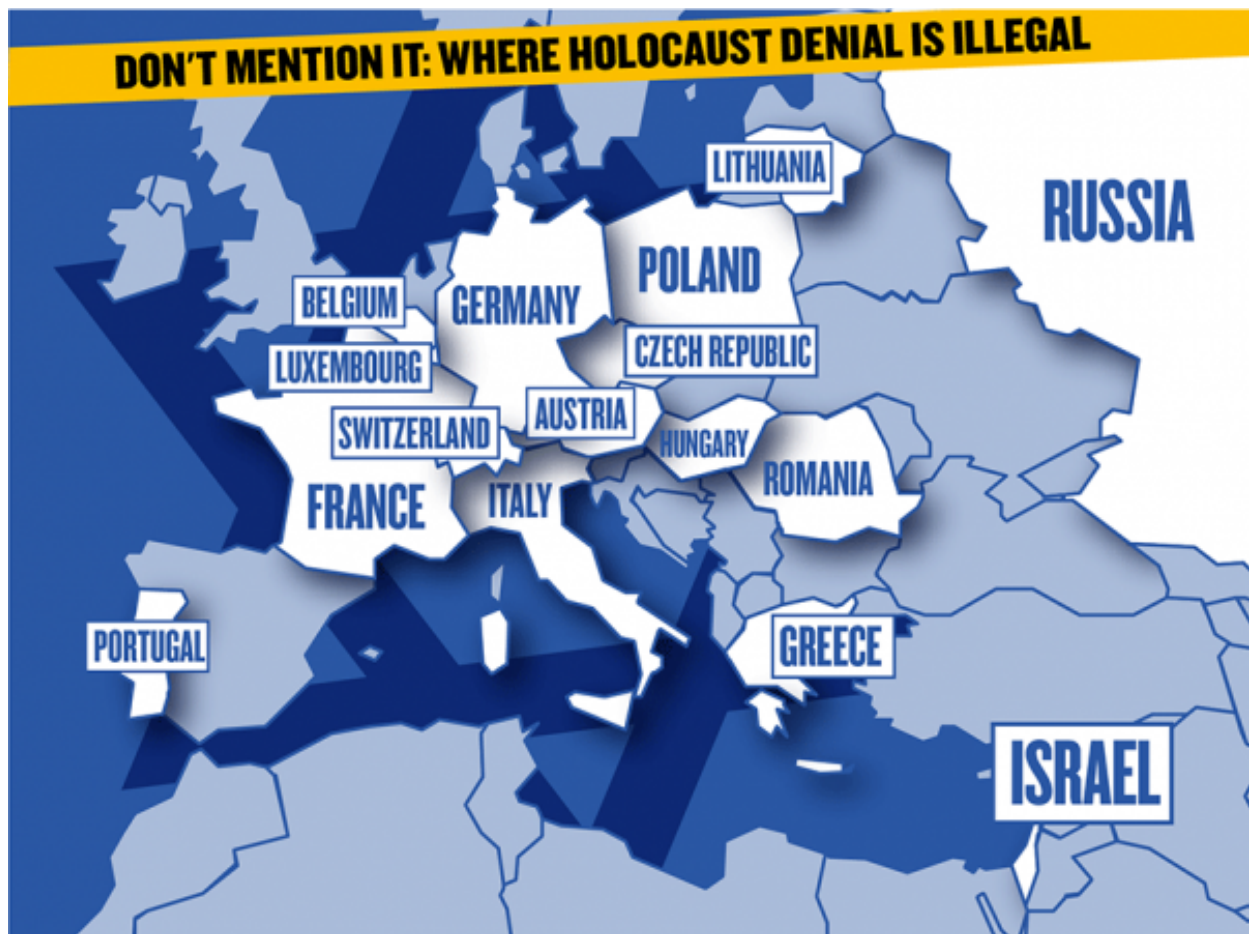 DON'T MENTION IT: WHERE HOLOCAUST DENIAL IS ILLEGAL
LITHUANIA
RUSSIA
POLAND
BELGIUM
GERMANY
CZECH REPUBLIC
LUXEMBOURG
AUSTRIA
SWITZERLAND
HUNGARY
ROMANIA
ITALY
FRANCE
PORTUGAL
GREECE
ISRAEL